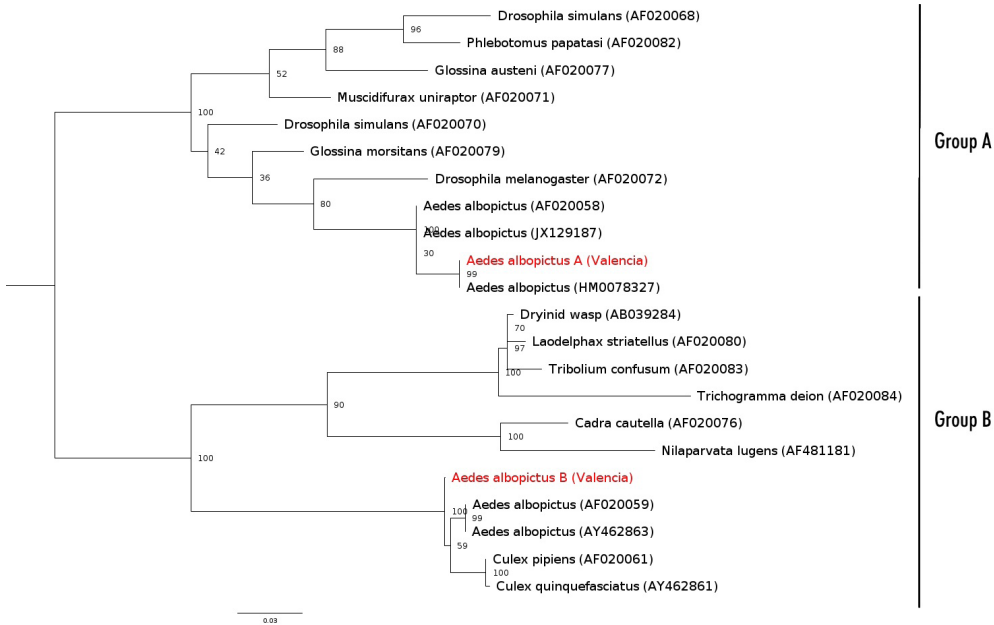 Drosophila simulans (AF020068)
96
Phlebotomus papatasi (AF020082)
88
Glossina austeni (AF020077)
52
Muscidifurax uniraptor (AF020071)
100
Drosophila simulans (AF020070)
42
Glossina morsitans (AF020079)
36
Drosophila melanogaster (AF020072)
80
Aedes albopictus (AF020058)
100
Aedes albopictus (JX129187)
30
Aedes albopictus A (Valencia)
99
Aedes albopictus (HM0078327)
Group A
Dryinid wasp (AB039284)
70
Laodelphax striatellus (AF020080)
97
Tribolium confusum (AF020083)
100
Trichogramma deion (AF020084)
90
Cadra cautella (AF020076)
100
Nilaparvata lugens (AF481181)
100
Aedes albopictus B (Valencia)
Aedes albopictus (AF020059)
100
99
Aedes albopictus (AY462863)
59
Culex pipiens (AF020061)
100
Culex quinquefasciatus (AY462861)
Group B
0.03